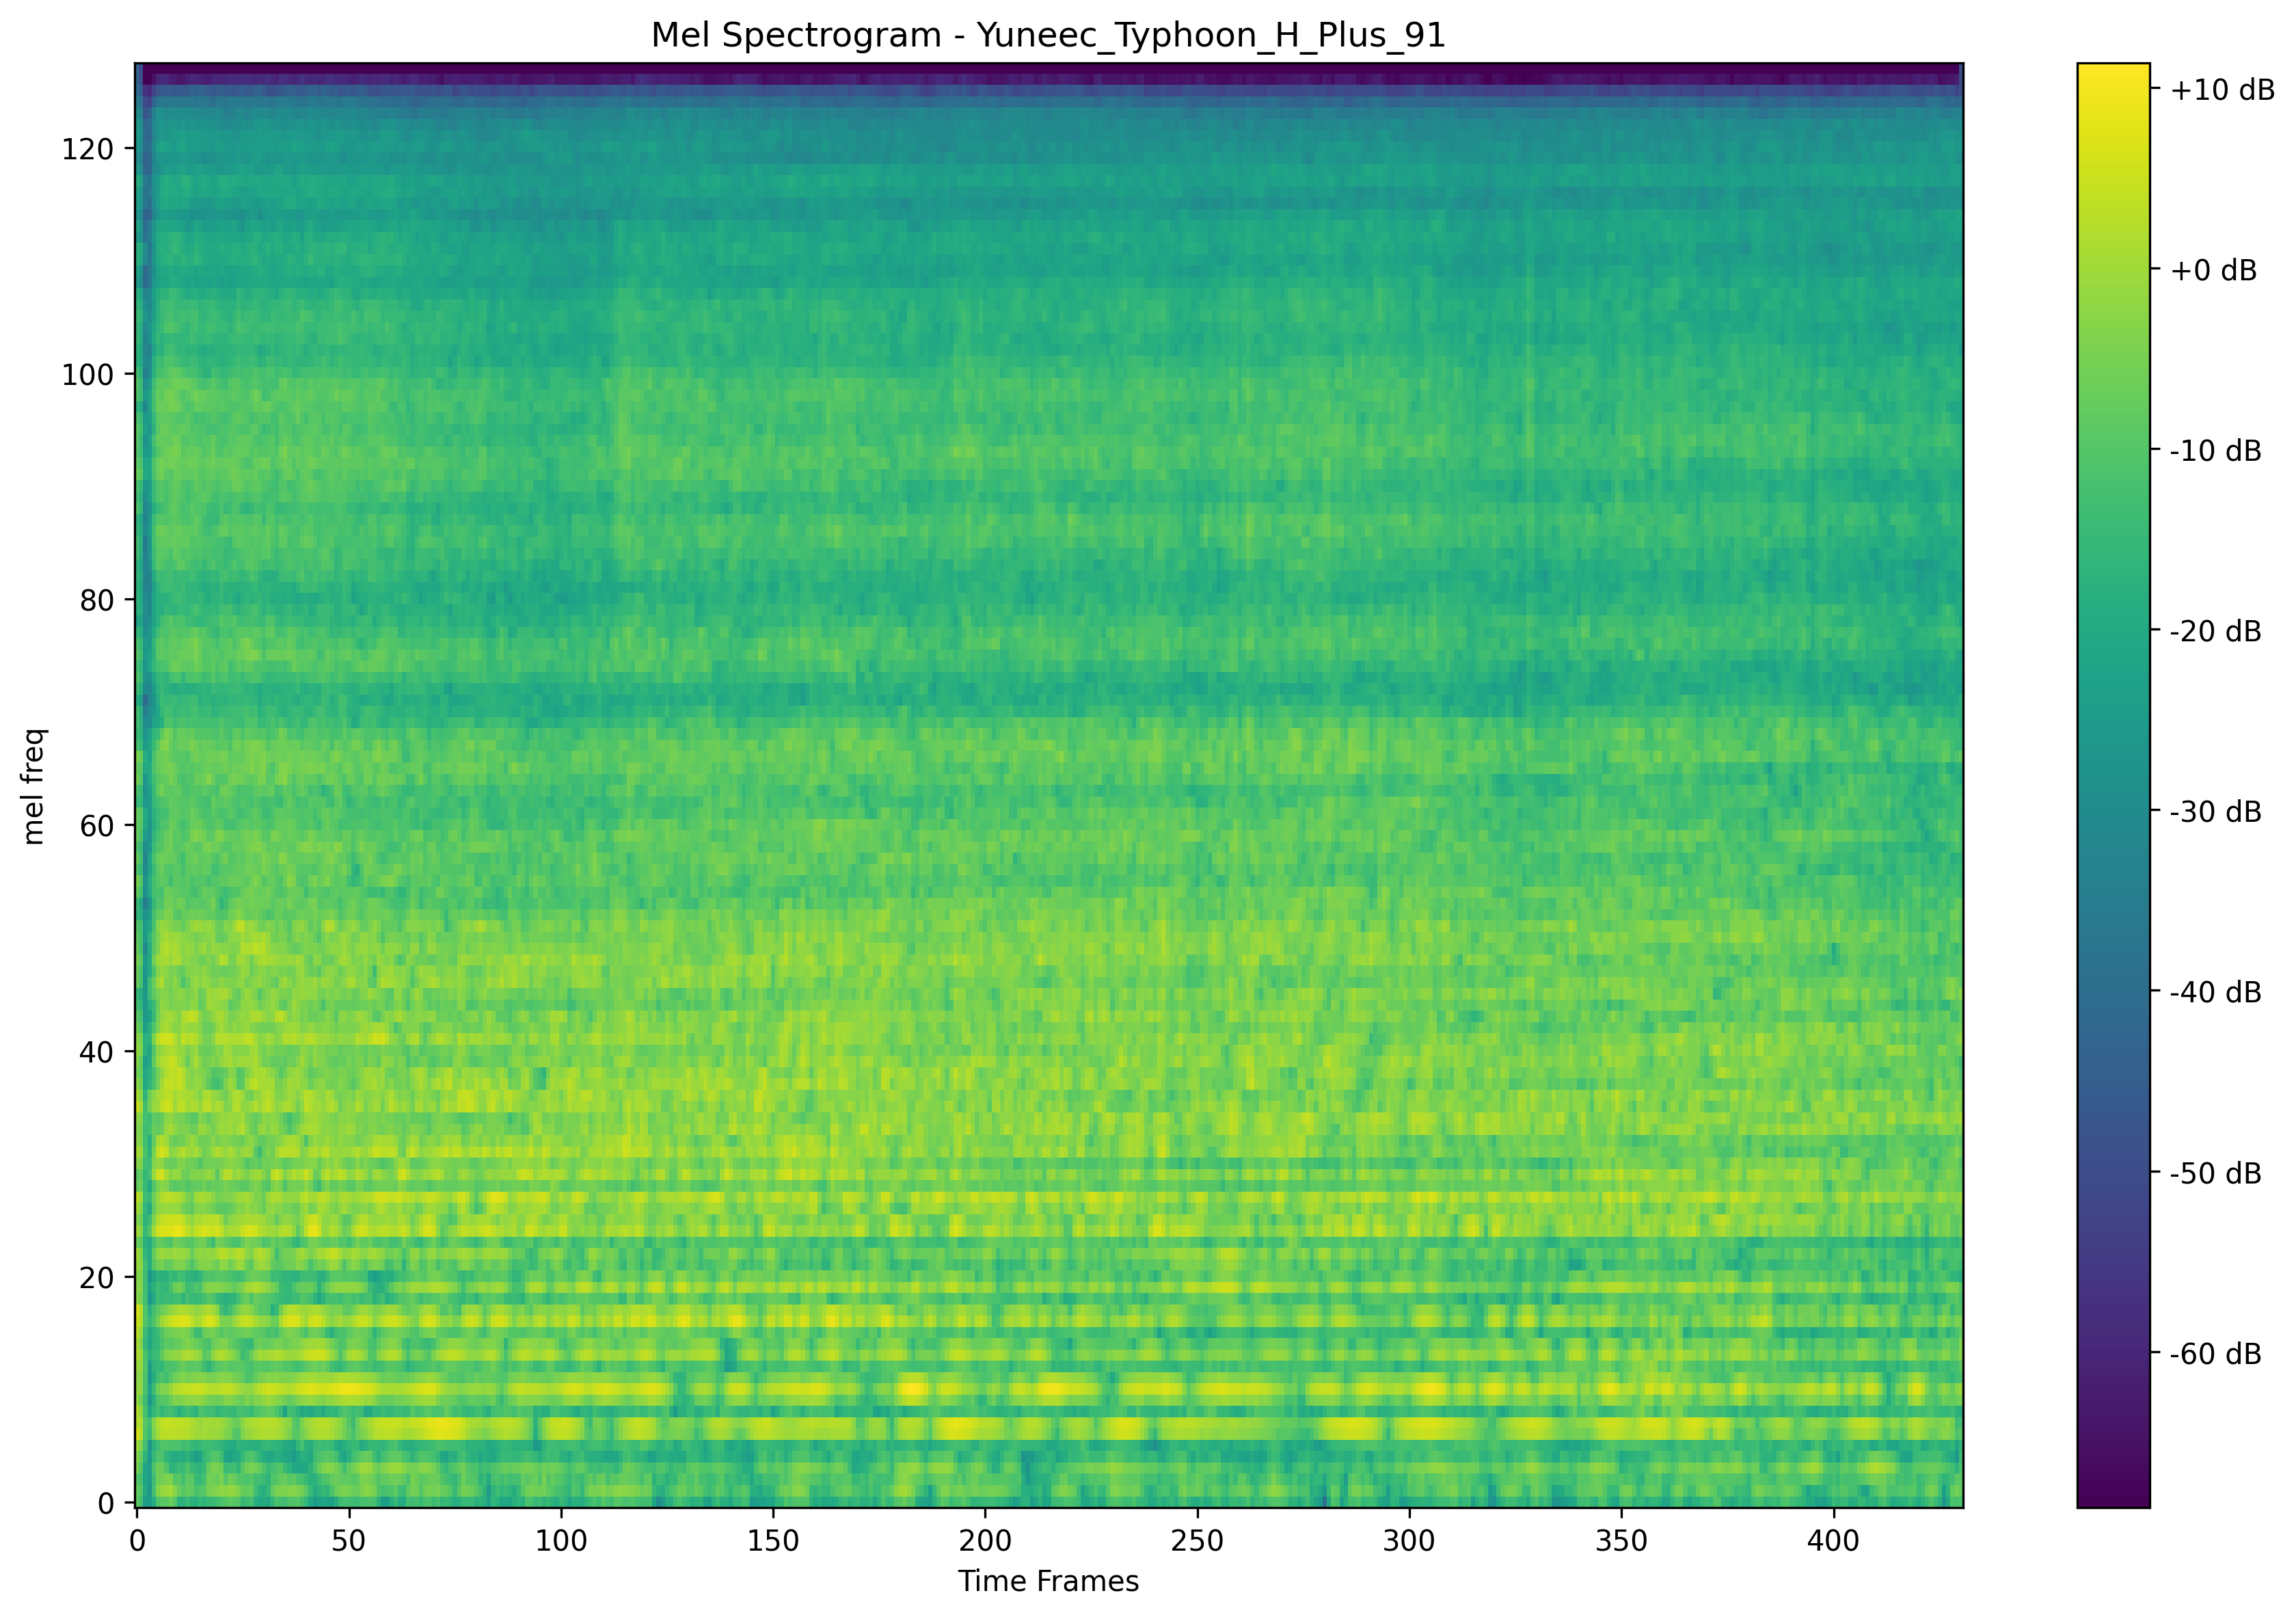 Mel Spectrogram - Yuneec_Typhoon_H_Plus_91
mel freq
120
100
80
60
40
20
0
0 50 100 150 200 250 300 350 400
Time Frames
+10 dB
+0 dB
-10 dB
-20 dB
-30 dB
-40 dB
-50 dB
-60 dB